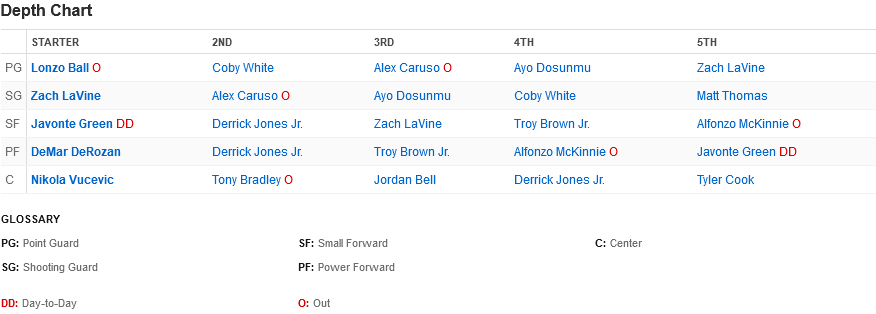 Depth Chart
STARTER 2ND 3RD 4TH 5TH
PG Lonzo Ball O Coby White Alex Caruso O Ayo Dosunmu Zach LaVine
SG Zach LaVine Alex Caruso O Ayo Dosunmu Coby White Matt Thomas
SF Javonte Green DD Derrick Jones Jr. Zach LaVine Troy Brown Jr. Alfonzo McKinnie O
PF DeMar DeRozan Derrick Jones Jr. Troy Brown Jr. Alfonzo McKinnie O Javonte Green DD
C Nikola Vucevic Tony Bradley O Jordan Bell Derrick Jones Jr. Tyler Cook
GLOSSARY
PG: Point Guard SF: Small Forward C: Center
SG: Shooting Guard PF: Power Forward
DD: Day-to-Day O: Out